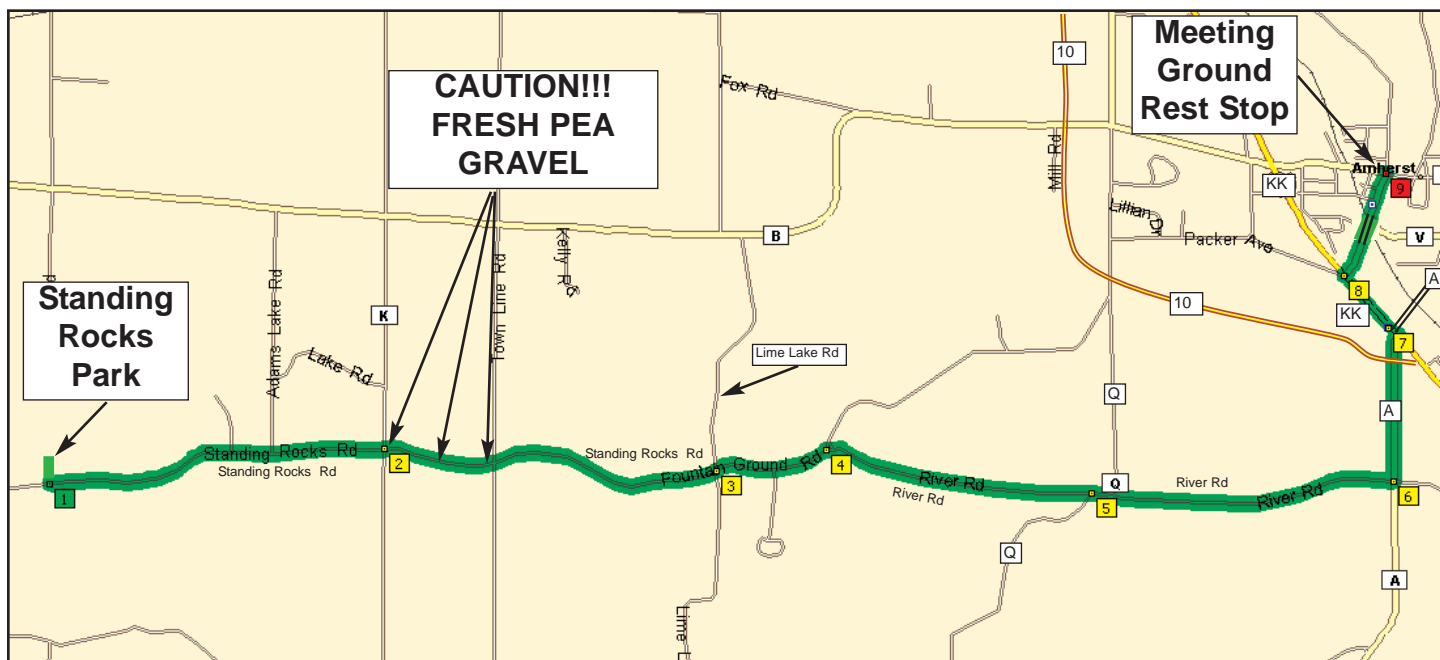 CAUTION!!!
FRESH PEA
GRAVEL
Meeting
Ground
Rest Stop
Standing
Rocks
Park
Fox Rd
10
Mill Rd
KK
Amherst
9
Lillian Dr
Packer Ave
V
B
Kelly Rd
Town Line Rd
Adams Lake Rd
K
Lake Rd
8
KK
A
10
7
Lime Lake Rd
Q
A
Standing Rocks Rd
Standing Rocks Rd
2
Standing Rocks Rd
Fountain Ground Rd
4
3
River Rd
River Rd
Q
5
River Rd
River Rd
6
1
Q
A
Lime L